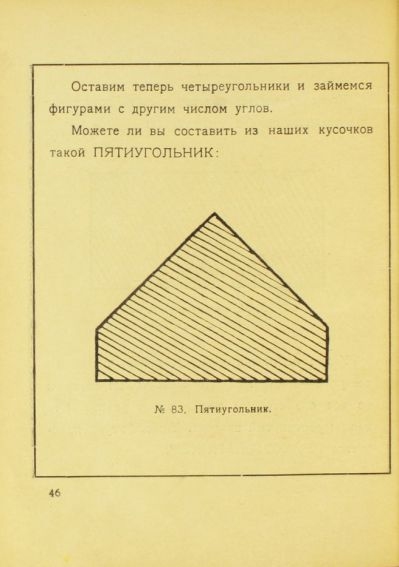 Оставим теперь четыреугольники и займемся
фигурами с другим числом углов.
Можете ли вы составить из наших кусочков
такой ПЯТИУГОЛЬНИК:
№ 83. Пятиугольник.
46